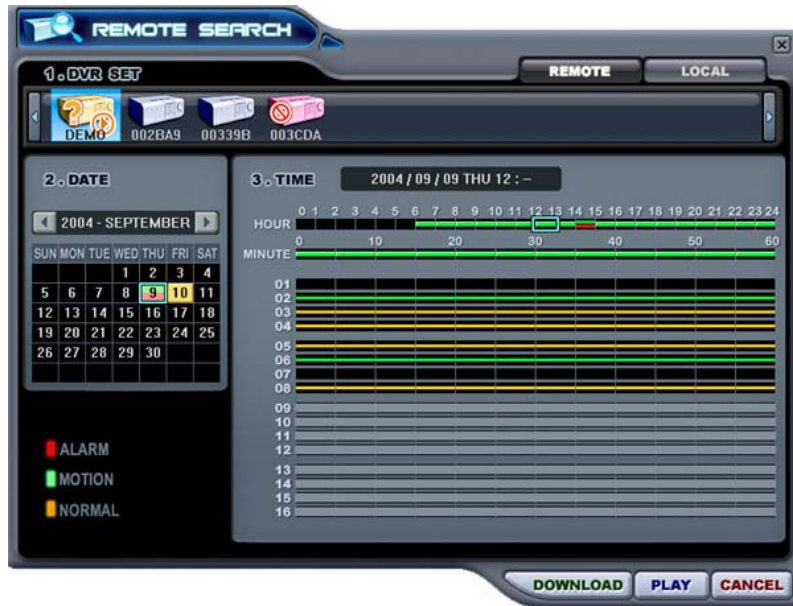 REMOTE SEARCH
1. DVR SET
REMOTE LOCAL
DEMO 002BA9 00339B 003CDA
2. DATE
2004 - SEPTEMBER
SUN MON TUE WED THU FRI SAT
1 2 3 4
5 6 7 8 9 10 11
12 13 14 15 16 17 18
19 20 21 22 23 24 25
26 27 28 29 30
ALARM
MOTION
NORMAL
3. TIME 2004 / 09 / 09 THU 12 : –
0 1 2 3 4 5 6 7 8 9 10 11 12 13 14 15 16 17 18 19 20 21 22 23 24
HOUR
0 10 20 30 40 50 60
MINUTE
01
02
03
04
05
06
07
08
09
10
11
12
13
14
15
16
DOWNLOAD PLAY CANCEL